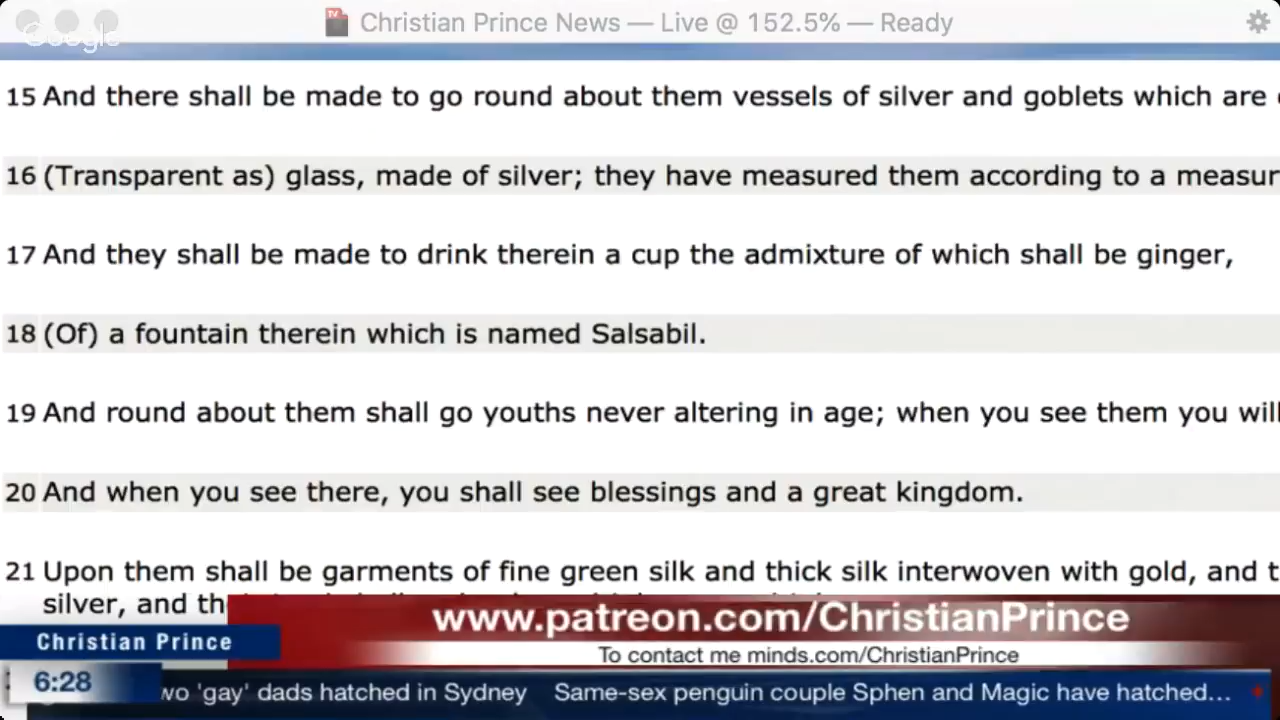 Christian Prince News — Live @ 152.5% — Ready
Google
15 And there shall be made to go round about them vessels of silver and goblets which are
16 (Transparent as) glass, made of silver; they have measured them according to a measur
17 And they shall be made to drink therein a cup the admixture of which shall be ginger,
18 (Of) a fountain therein which is named Salsabil.
19 And round about them shall go youths never altering in age; when you see them you will
20 And when you see there, you shall see blessings and a great kingdom.
21 Upon them shall be garments of fine green silk and thick silk interwoven with gold, and t
silver, and th
www.patreon.com/ChristianPrince
Christian Prince
To contact me minds.com/ChristianPrince
6:28
wo 'gay' dads hatched in Sydney Same-sex penguin couple Sphen and Magic have hatched...